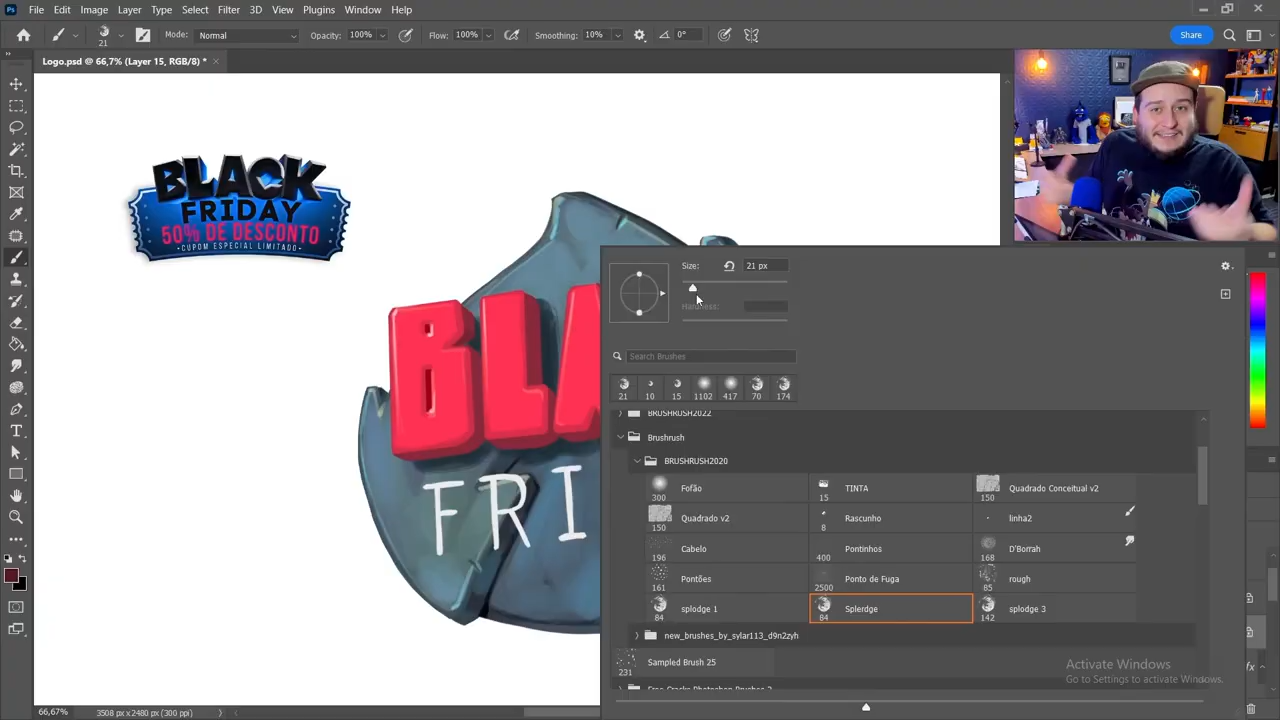 Ps File Edit Image Layer Type Select Filter 3D View Plugins Window Help
21 Mode: Normal Opacity: 100% Flow: 100% Smoothing: 10% 0° Share
Logo.psd @ 66,7% (Layer 15, RGB/8) *
BLACK
FRIDAY
50% DE DESCONTO
-CUPOM ESPECIAL LIMITADO-
BLA
FRI
Size: 21 px
Hardness:
Search Brushes
21 10 15 1102 417 70 174
BRUSHRUSH2022
Brushrush
BRUSHRUSH2020
300 Fofão 15 TINTA 150 Quadrado Conceitual v2
150 Quadrado v2 8 Rascunho linha2
196 Cabelo 400 Pontinhos 168 D'Borrah
161 Pontões 2500 Ponto de Fuga 85 rough
84 splodge 1 84 Splerdge 142 splodge 3
new_brushes_by_sylar113_d9n2zyh
231 Sampled Brush 25
Activate Windows
Go to Settings to activate Windows.
66,67% 3508 px x 2480 px (300 ppi)
fx